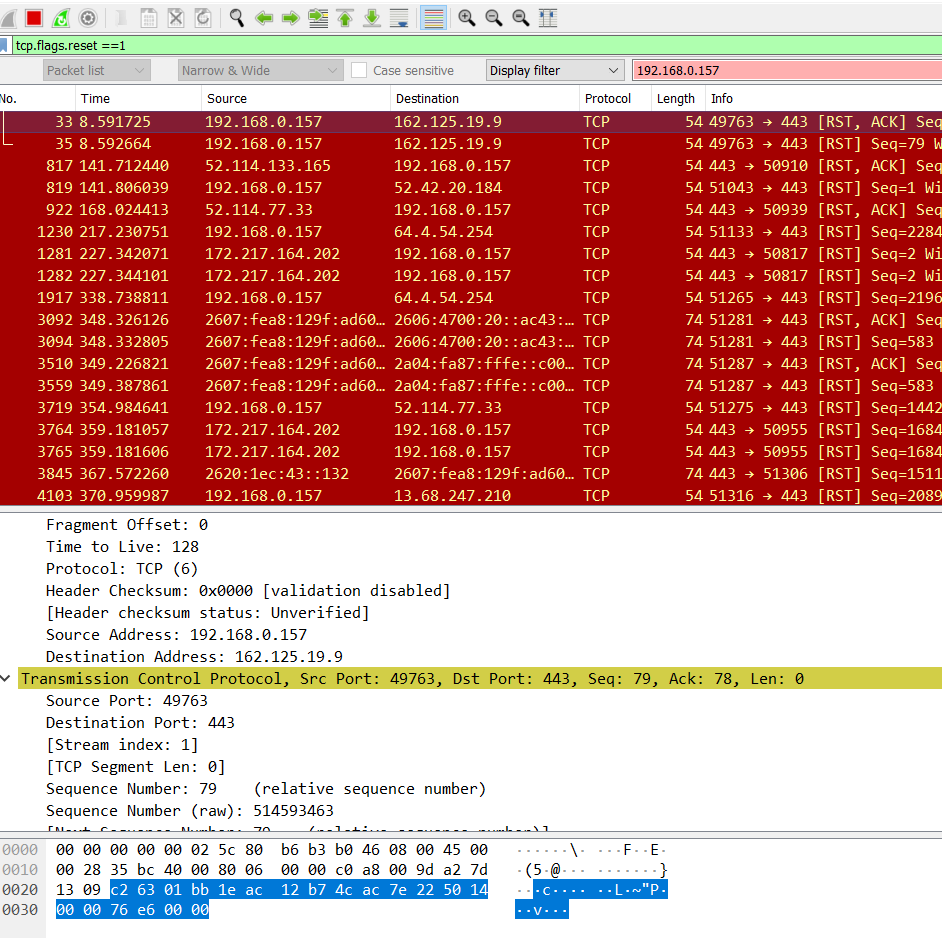 tcp.flags.reset ==1
Packet list Narrow & Wide Case sensitive Display filter 192.168.0.157
No. Time Source Destination Protocol Length Info
33 8.591725 192.168.0.157 162.125.19.9 TCP 54 49763 → 443 [RST, ACK] Seq
35 8.592664 192.168.0.157 162.125.19.9 TCP 54 49763 → 443 [RST] Seq=79 W
817 141.712440 52.114.133.165 192.168.0.157 TCP 54 443 → 50910 [RST, ACK] Seq
819 141.806039 192.168.0.157 52.42.20.184 TCP 54 51043 → 443 [RST] Seq=1 Wi
922 168.024413 52.114.77.33 192.168.0.157 TCP 54 443 → 50939 [RST, ACK] Seq
1230 217.230751 192.168.0.157 64.4.54.254 TCP 54 51133 → 443 [RST] Seq=2284
1281 227.342071 172.217.164.202 192.168.0.157 TCP 54 443 → 50817 [RST] Seq=2 Wi
1282 227.344101 172.217.164.202 192.168.0.157 TCP 54 443 → 50817 [RST] Seq=2 Wi
1917 338.738811 192.168.0.157 64.4.54.254 TCP 54 51265 → 443 [RST] Seq=2196
3092 348.326126 2607:fea8:129f:ad60… 2606:4700:20::ac43:… TCP 74 51281 → 443 [RST, ACK] Seq
3094 348.332805 2607:fea8:129f:ad60… 2606:4700:20::ac43:… TCP 74 51281 → 443 [RST] Seq=583
3510 349.226821 2607:fea8:129f:ad60… 2a04:fa87:fffe::c00… TCP 74 51287 → 443 [RST, ACK] Seq
3559 349.387861 2607:fea8:129f:ad60… 2a04:fa87:fffe::c00… TCP 74 51287 → 443 [RST] Seq=583
3719 354.984641 192.168.0.157 52.114.77.33 TCP 54 51275 → 443 [RST] Seq=1442
3764 359.181057 172.217.164.202 192.168.0.157 TCP 54 443 → 50955 [RST] Seq=1684
3765 359.181606 172.217.164.202 192.168.0.157 TCP 54 443 → 50955 [RST] Seq=1684
3845 367.572260 2620:1ec:43::132 2607:fea8:129f:ad60… TCP 74 443 → 51306 [RST] Seq=1511
4103 370.959987 192.168.0.157 13.68.247.210 TCP 54 51316 → 443 [RST] Seq=2089
Fragment Offset: 0
Time to Live: 128
Protocol: TCP (6)
Header Checksum: 0x0000 [validation disabled]
[Header checksum status: Unverified]
Source Address: 192.168.0.157
Destination Address: 162.125.19.9
Transmission Control Protocol, Src Port: 49763, Dst Port: 443, Seq: 79, Ack: 78, Len: 0
Source Port: 49763
Destination Port: 443
[Stream index: 1]
[TCP Segment Len: 0]
Sequence Number: 79 (relative sequence number)
Sequence Number (raw): 514593463
[Next Sequence Number: 79 (relative sequence number)]
0000 00 00 00 00 00 02 5c 80 b6 b3 b0 46 08 00 45 00 ······\· ···F··E·
0010 00 28 35 bc 40 00 80 06 00 00 c0 a8 00 9d a2 7d ·(5·@··· ·······}
0020 13 09 c2 63 01 bb 1e ac 12 b7 4c ac 7e 22 50 14 ···c···· ··L·~"P·
0030 00 00 76 e6 00 00 ··v···